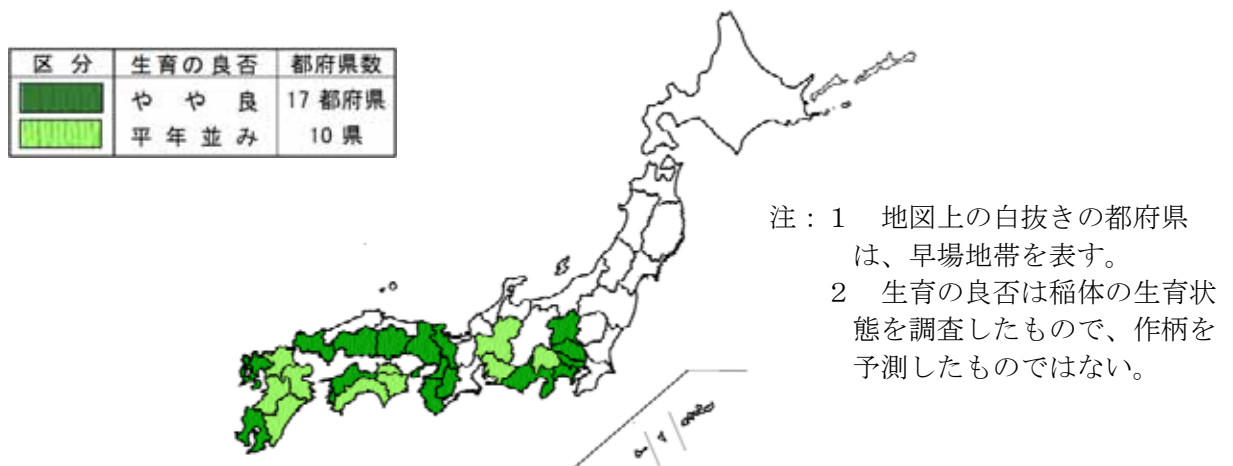 区 分 生育の良否 都府県数
や や 良 17 都府県
平 年 並 み 10 県
注：１　地図上の白抜きの都府県
は、早場地帯を表す。
２　生育の良否は稲体の生育状
態を調査したもので、作柄を
予測したものではない。